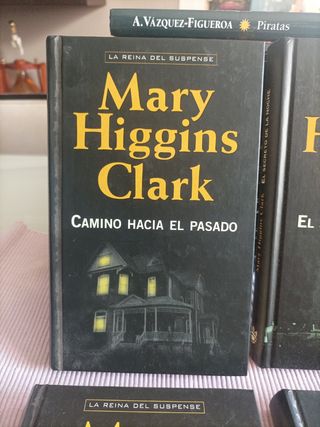 A. VÁZQUEZ-FIGUEROA Piratas
LA REINA DEL SUSPENSE
Mary
Higgins
Clark
CAMINO HACIA EL PASADO
Mary Higgins Clark EL SECRETO DE LA NOCHE
H
EL
LA REINA DEL SUSPENSE